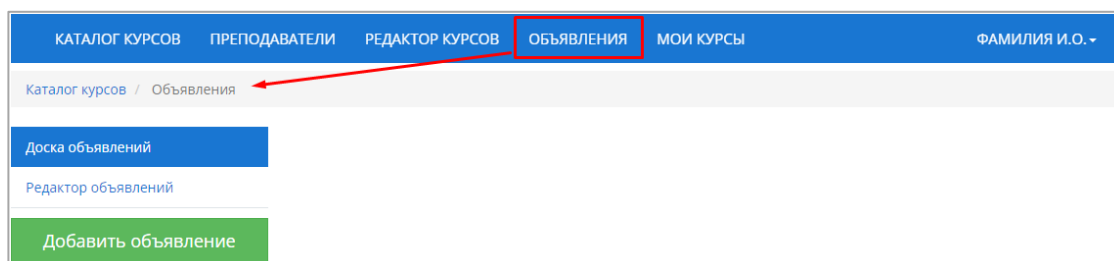 КАТАЛОГ КУРСОВ ПРЕПОДАВАТЕЛИ РЕДАКТОР КУРСОВ ОБЪЯВЛЕНИЯ МОИ КУРСЫ ФАМИЛИЯ И.О.
Каталог курсов / Объявления
Доска объявлений
Редактор объявлений
Добавить объявление